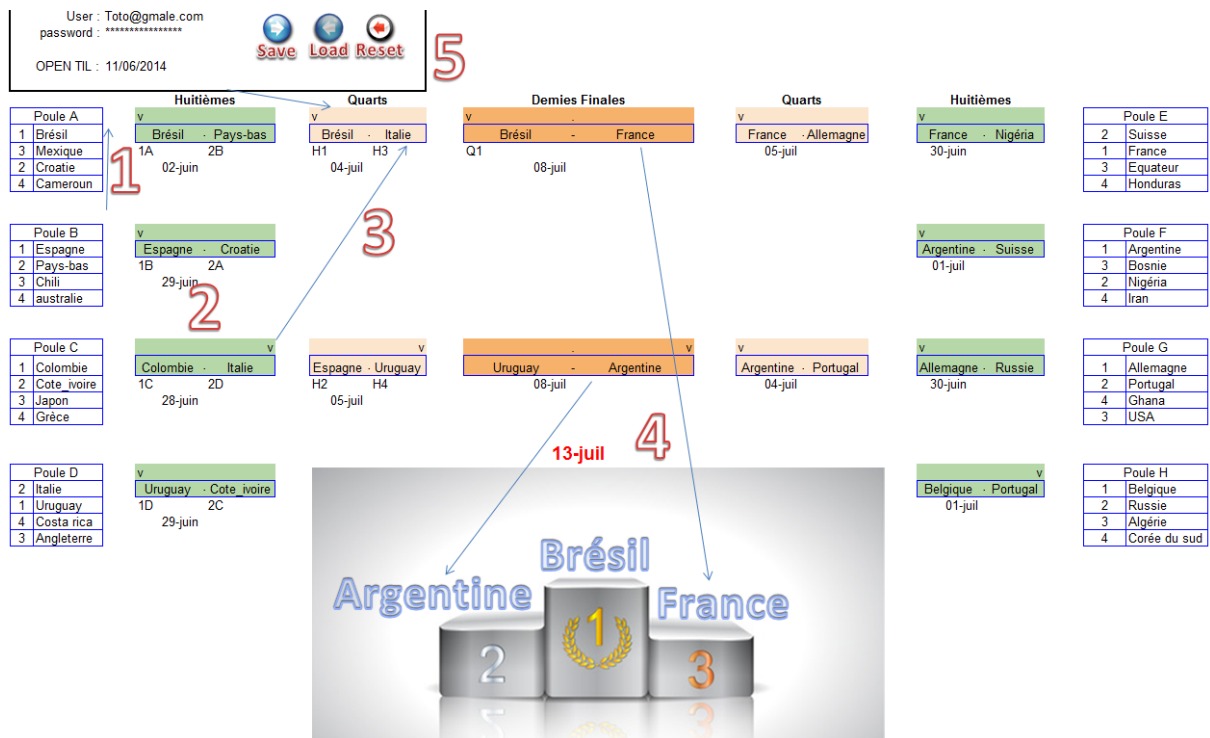 User : Toto@gmale.com
password : ***************
Save Load Reset
OPEN TIL : 11/06/2014
5
Huitièmes Quarts Demies Finales Quarts Huitièmes
Poule A v v v . v v Poule E
1 Brésil Brésil - Pays-bas Brésil - Italie Brésil - France France - Allemagne France - Nigéria 2 Suisse
3 Mexique 1A 2B H1 H3 Q1 05-juil 30-juin 1 France
2 Croatie 02-juin 04-juil 08-juil 3 Equateur
4 Cameroun 4 Honduras
1
3
Poule B v v Poule F
1 Espagne Espagne - Croatie Argentine - Suisse 1 Argentine
2 Pays-bas 1B 2A 01-juil 3 Bosnie
3 Chili 29-juin 2 Nigéria
4 australie 4 Iran
2
Poule C v v . v v v Poule G
1 Colombie Colombie - Italie Espagne - Uruguay Uruguay - Argentine Argentine - Portugal Allemagne - Russie 1 Allemagne
2 Cote_ivoire 1C 2D H2 H4 08-juil 04-juil 30-juin 2 Portugal
3 Japon 28-juin 05-juil 4 Ghana
4 Grèce 3 USA
4
13-juil
Poule D v v Poule H
2 Italie Uruguay - Cote_ivoire Belgique - Portugal 1 Belgique
1 Uruguay 1D 2C 01-juil 2 Russie
4 Costa rica 29-juin 3 Algérie
3 Angleterre 4 Corée du sud
Brésil
Argentine France
1
2 3